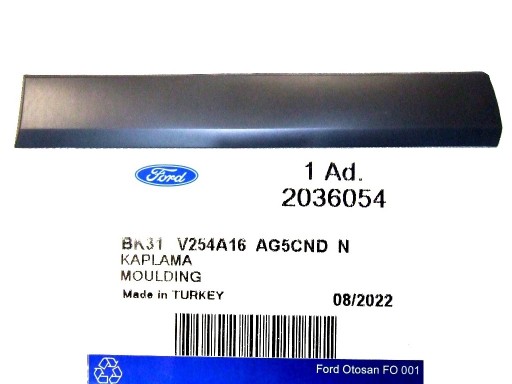 Ford
1 Ad.
2036054
BK31 V254A16 AG5CND N
KAPLAMA
MOULDING
Made in TURKEY
08/2022
Ford Otosan FO 001